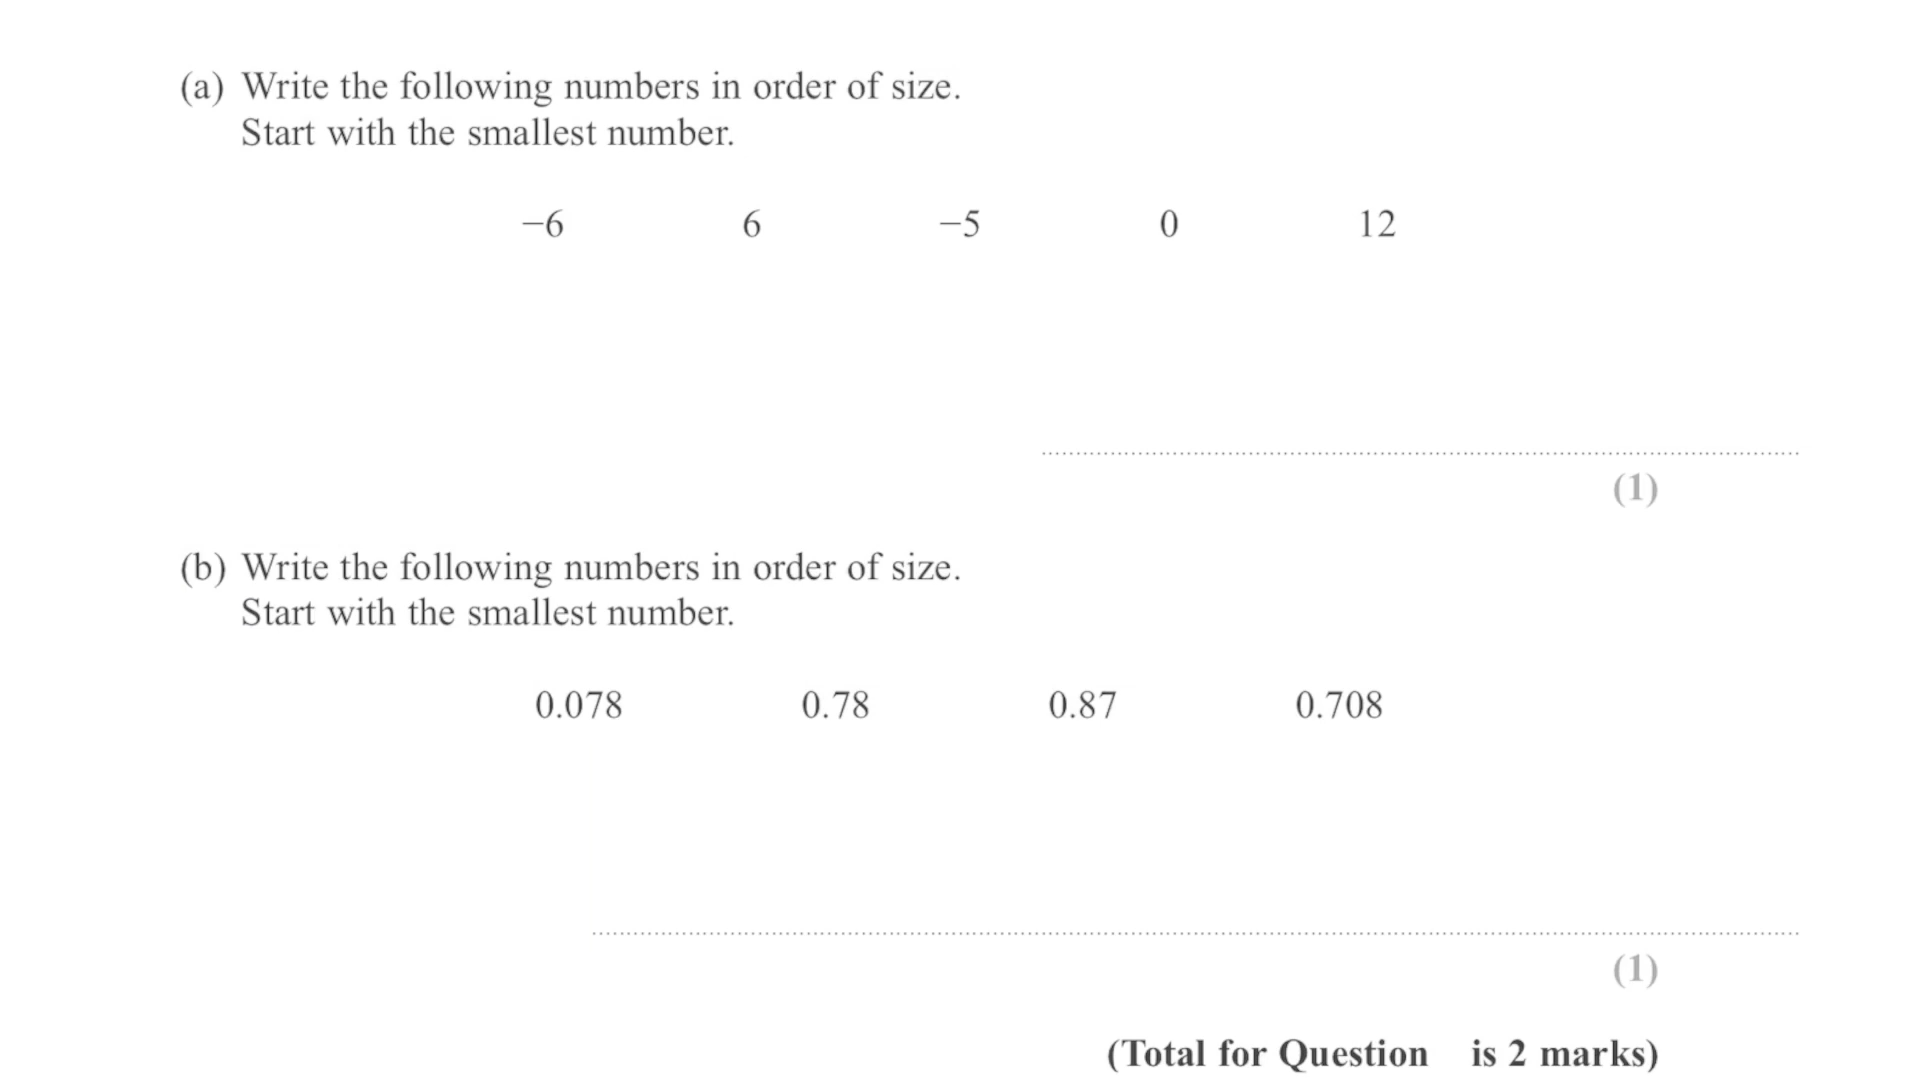 (a) Write the following numbers in order of size.
Start with the smallest number.
−6 6 −5 0 12
(1)
(b) Write the following numbers in order of size.
Start with the smallest number.
0.078 0.78 0.87 0.708
(1)
(Total for Question is 2 marks)